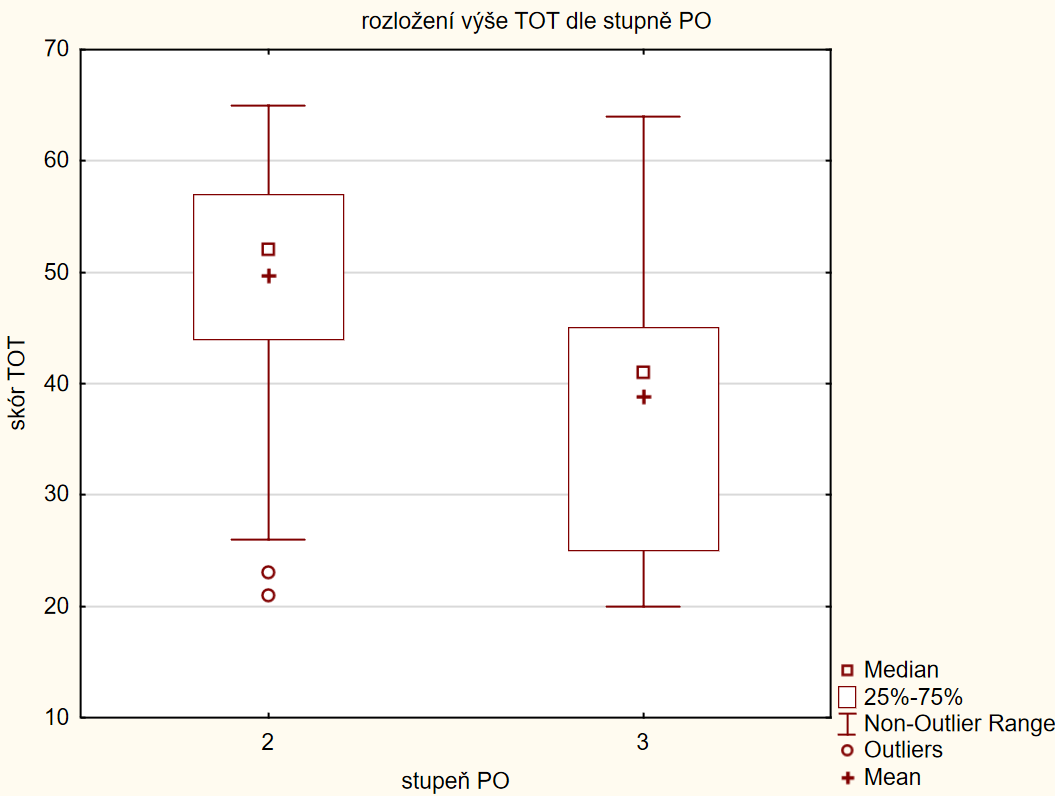 rozložení výše TOT dle stupně PO
70
60
50
40
30
20
10
skór TOT
2
3
stupeň PO
Median
25%-75%
Non-Outlier Range
Outliers
Mean